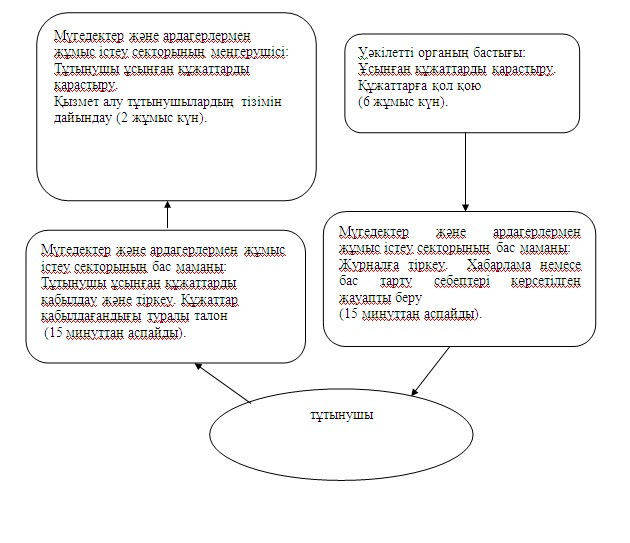 Мүгедектер және ардагерлермен
жұмыс істеу секторының меңгерушісі:
Тұтынушы ұсынған құжаттарды
қарастыру.
Қызмет алу тұтынушылардың тізімін
дайындау (2 жұмыс күн).
Уәкілетті органың бастығы:
Ұсынған құжаттарды қарастыру.
Құжаттарға қол қою
(6 жұмыс күн).
Мүгедектер және ардагерлермен жұмыс
істеу секторының бас маманы:
Тұтынушы ұсынған құжаттарды
қабылдау және тіркеу. Құжаттар
қабылдағандығы туралы талон
(15 минуттан аспайды).
Мүгедектер және ардагерлермен
жұмыс істеу секторының бас маманы:
Журналға тіркеу. Хабарлама немесе
бас тарту себептері көрсетілген
жауапты беру
(15 минуттан аспайды).
тұтынушы